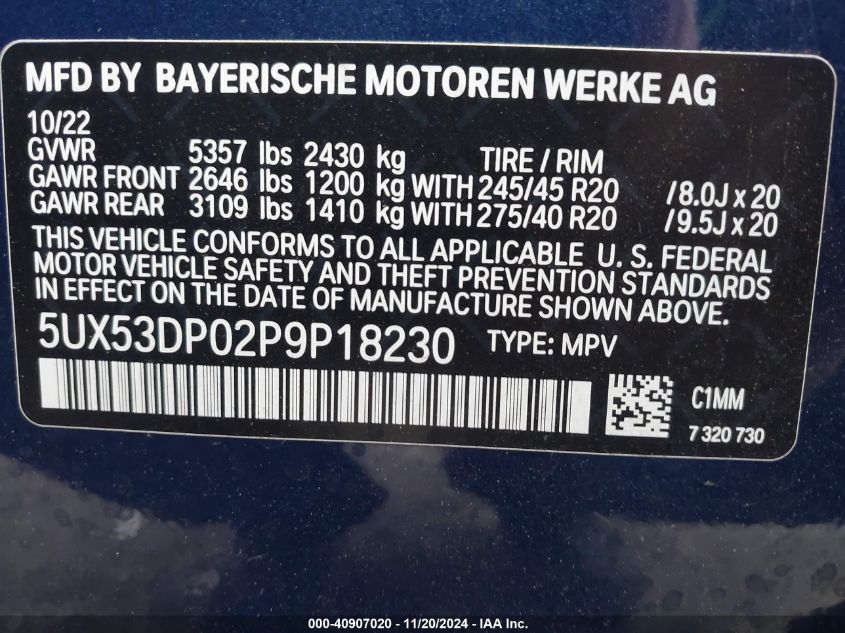 MFD BY BAYERISCHE MOTOREN WERKE AG
10/22
GVWR 5357 lbs 2430 kg TIRE / RIM
GAWR FRONT 2646 lbs 1200 kg WITH 245/45 R20 /8.0J x 20
GAWR REAR 3109 lbs 1410 kg WITH 275/40 R20 /9.5J x 20
THIS VEHICLE CONFORMS TO ALL APPLICABLE U. S. FEDERAL
MOTOR VEHICLE SAFETY AND THEFT PREVENTION STANDARDS
IN EFFECT ON THE DATE OF MANUFACTURE SHOWN ABOVE.
5UX53DP02P9P18230 TYPE: MPV
C1MM
7 320 730
000-40907020 - 11/20/2024 - IAA Inc.